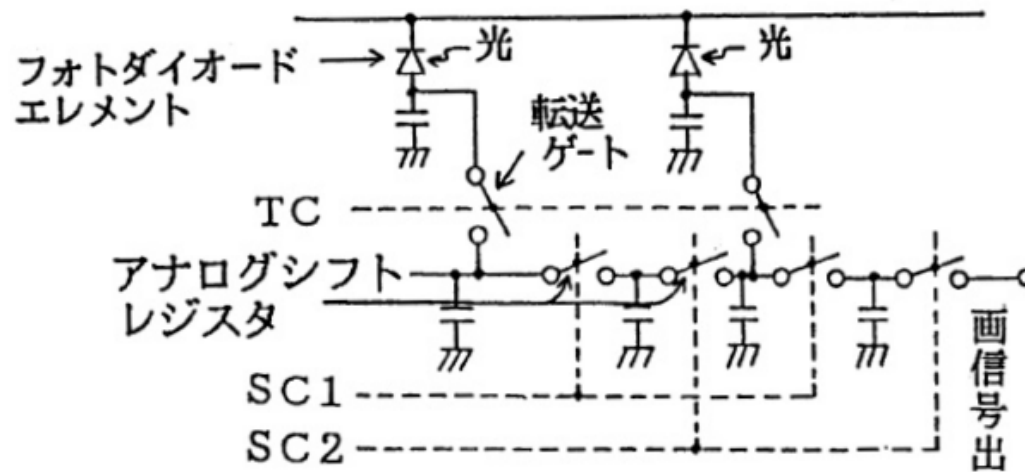 光
光
フォトダイオード
エレメント
転送
ゲート
TC
アナログシフト
レジスタ
SC1
SC2
画信号出